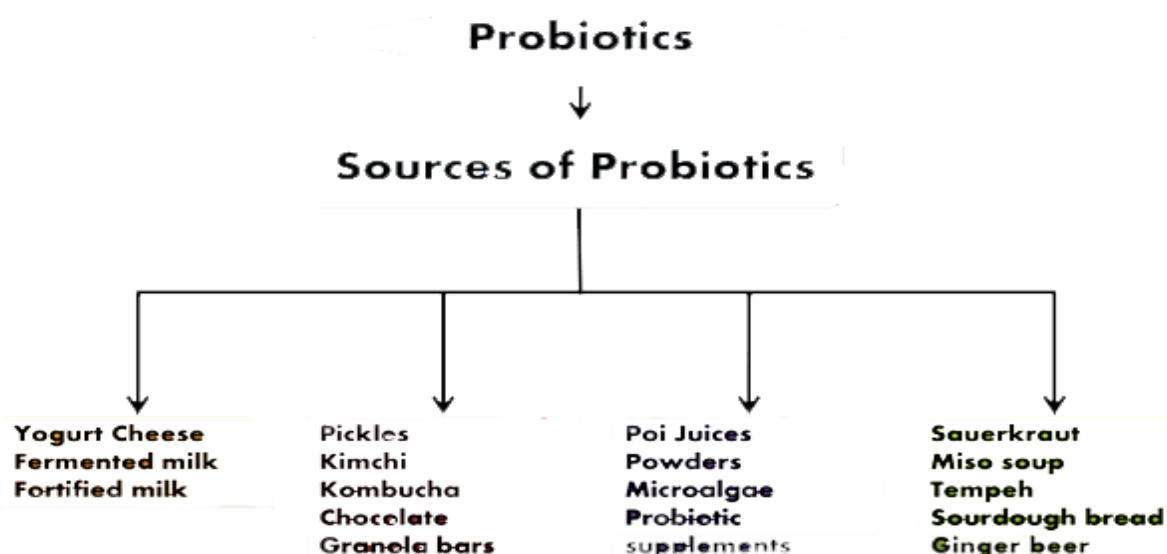 Probiotics
Sources of Probiotics
Yogurt Cheese
Fermented milk
Fortified milk
Pickles
Kimchi
Kombucha
Chocolate
Granola bars
Poi Juices
Powders
Microalgae
Probiotic
supplements
Sauerkraut
Miso soup
Tempeh
Sourdough bread
Ginger beer